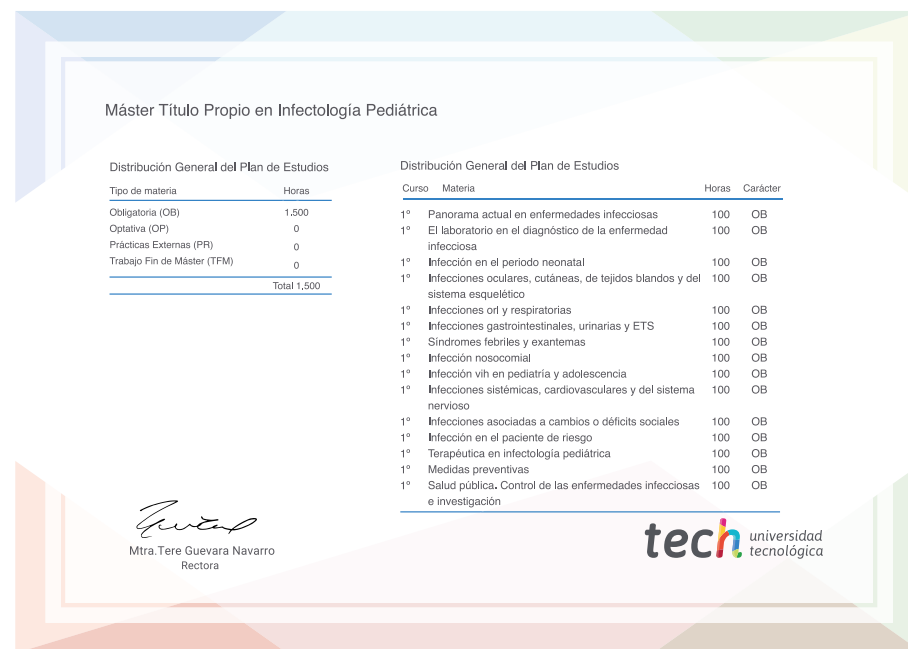 Máster Título Propio en Infectología Pediátrica
Distribución General del Plan de Estudios
Tipo de materia Horas
Obligatoria (OB) 1.500
Optativa (OP) 0
Prácticas Externas (PR) 0
Trabajo Fin de Máster (TFM) 0
Total 1,500
Distribución General del Plan de Estudios
Curso Materia Horas Carácter
1º Panorama actual en enfermedades infecciosas 100 OB
1º El laboratorio en el diagnóstico de la enfermedad 100 OB
infecciosa
1º Infección en el periodo neonatal 100 OB
1º Infecciones oculares, cutáneas, de tejidos blandos y del 100 OB
sistema esquelético
1º Infecciones orl y respiratorias 100 OB
1º Infecciones gastrointestinales, urinarias y ETS 100 OB
1º Síndromes febriles y exantemas 100 OB
1º Infección nosocomial 100 OB
1º Infección vih en pediatría y adolescencia 100 OB
1º Infecciones sistémicas, cardiovasculares y del sistema 100 OB
nervioso
1º Infecciones asociadas a cambios o déficits sociales 100 OB
1º Infección en el paciente de riesgo 100 OB
1º Terapéutica en infectología pediátrica 100 OB
1º Medidas preventivas 100 OB
1º Salud pública. Control de las enfermedades infecciosas 100 OB
e investigación
Mtra.Tere Guevara Navarro
Rectora
tech universidad
tecnológica